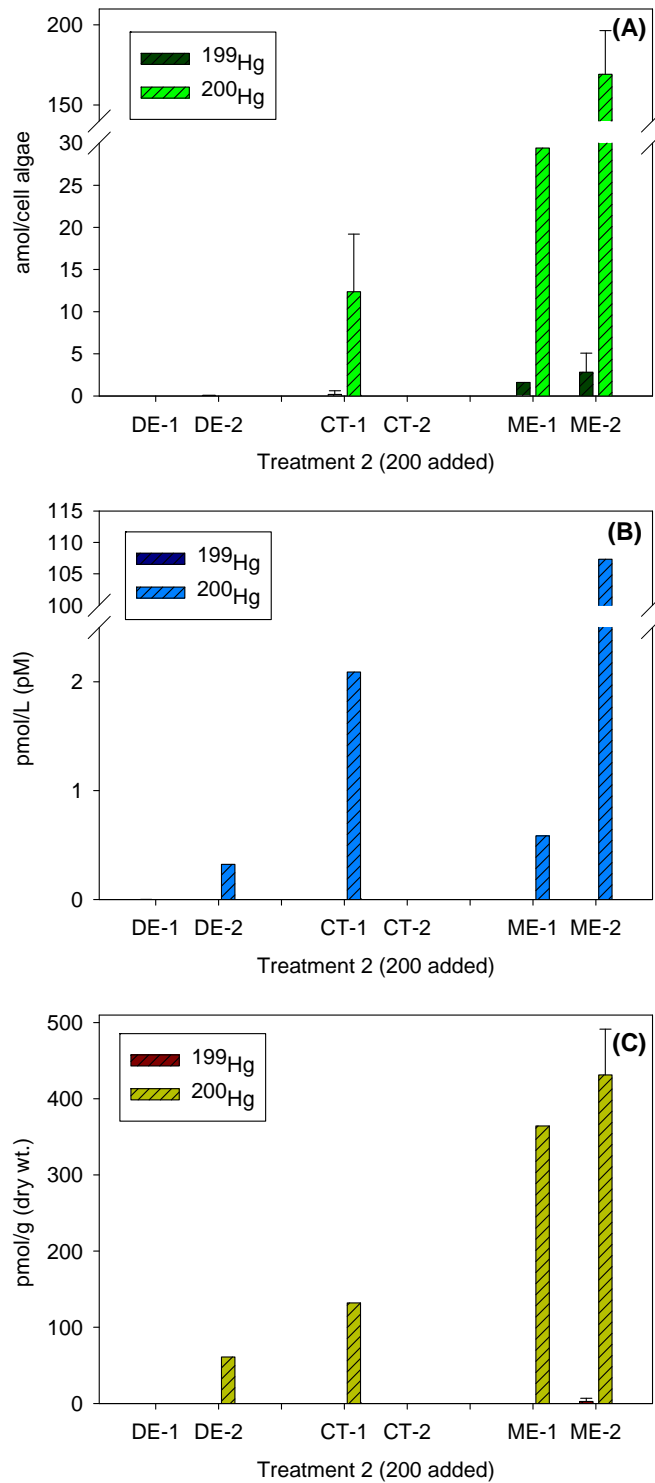 (A)
199Hg
200Hg
200
150
30
25
20
15
10
5
0
amol/cell algae
DE-1 DE-2 CT-1 CT-2 ME-1 ME-2
Treatment 2 (200 added)
(B)
199Hg
200Hg
115
110
105
100
2
1
0
pmol/L (pM)
DE-1 DE-2 CT-1 CT-2 ME-1 ME-2
Treatment 2 (200 added)
(C)
199Hg
200Hg
500
400
300
200
100
0
pmol/g (dry wt.)
DE-1 DE-2 CT-1 CT-2 ME-1 ME-2
Treatment 2 (200 added)